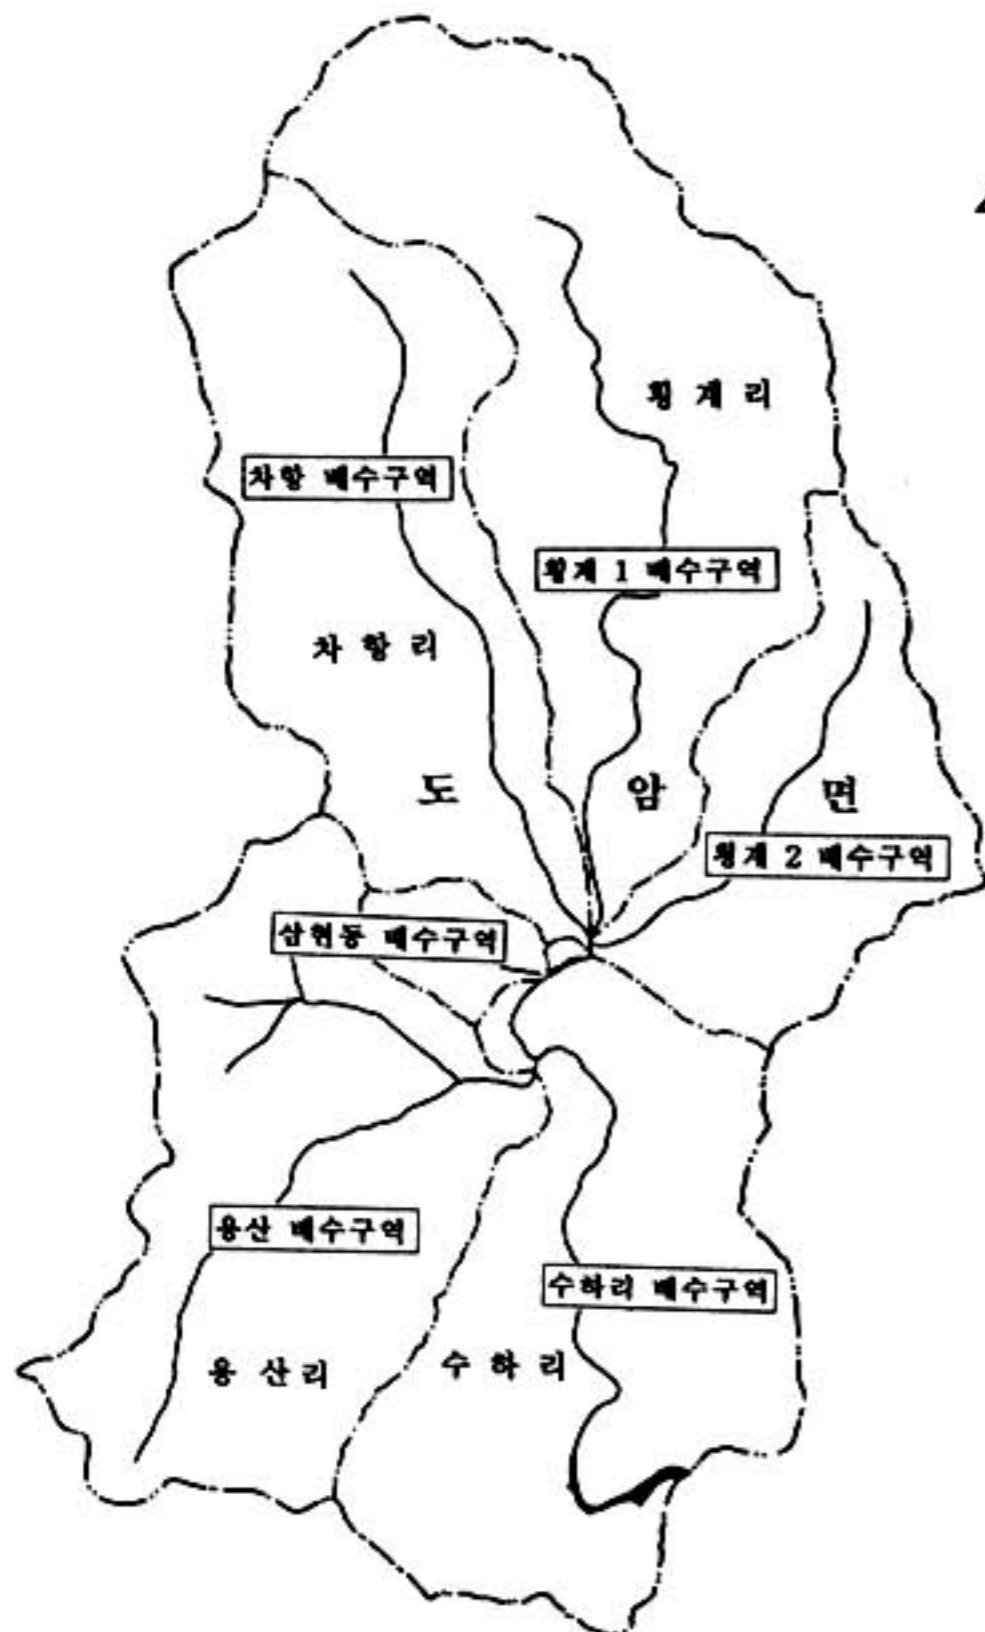 횡계리
차항 배수구역
횡계 1 배수구역
차항리
도 암 면
횡계 2 배수구역
삼현동 배수구역
용산 배수구역
수하리 배수구역
용산리
수하리